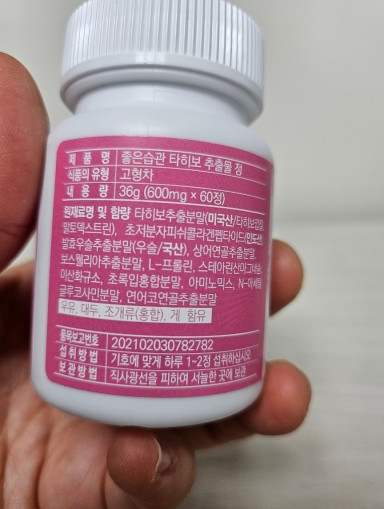 제 품 명 좋은습관 타히보 추출물 정
식품의 유형 고형차
내 용 량 36g (600mg × 60정)
원재료명 및 함량 타히보추출분말(미국산/타히보
말토덱스트린), 초저분자피쉬콜라겐펩타이드(인도
발효우슬추출분말(우슬/국산), 상어연골추출분말,
보스웰리아추출분말, L-프롤린, 스테아린산마그네슘,
이산화규소, 초록입홍합분말, 아미노믹스, N-아세틸
글루코사민분말, 연어코연골추출분말
우유, 대두, 조개류(홍합), 게 함유
품목보고번호 202102030782782
섭취방법 기호에 맞게 하루 1~2정 섭취하십시오
보관방법 직사광선을 피하여 서늘한 곳에 보관